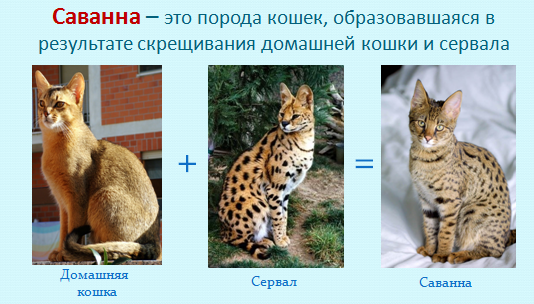 Саванна – это порода кошек, образовавшаяся в
результате скрещивания домашней кошки и сервала
+ =
Домашняя
кошка
Сервал
Саванна